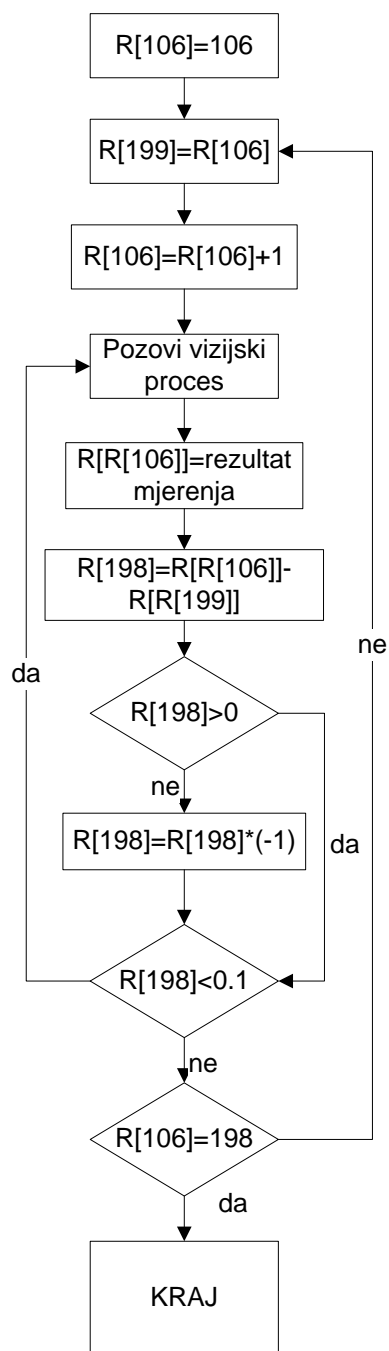 R[106]=106
R[199]=R[106]
R[106]=R[106]+1
Pozovi vizijski
proces
R[R[106]]=rezultat
mjerenja
R[198]=R[R[106]]-
R[R[199]]
ne
da
R[198]>0
ne
R[198]=R[198]*(-1)
da
R[198]<0.1
ne
R[106]=198
da
KRAJ